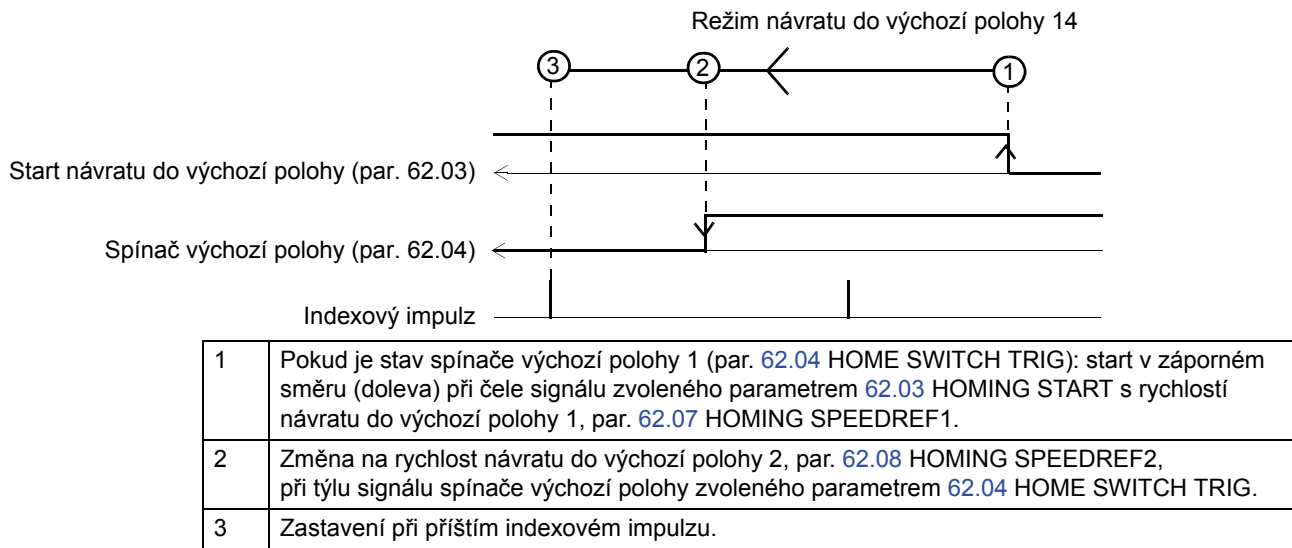 Režim návratu do výchozí polohy 14
3 2 1
Start návratu do výchozí polohy (par. 62.03)
Spínač výchozí polohy (par. 62.04)
Indexový impulz
1 Pokud je stav spínače výchozí polohy 1 (par. 62.04 HOME SWITCH TRIG): start v záporném
směru (doleva) při čele signálu zvoleného parametrem 62.03 HOMING START s rychlostí
návratu do výchozí polohy 1, par. 62.07 HOMING SPEEDREF1.
2 Změna na rychlost návratu do výchozí polohy 2, par. 62.08 HOMING SPEEDREF2,
při týlu signálu spínače výchozí polohy zvoleného parametrem 62.04 HOME SWITCH TRIG.
3 Zastavení při příštím indexovém impulzu.